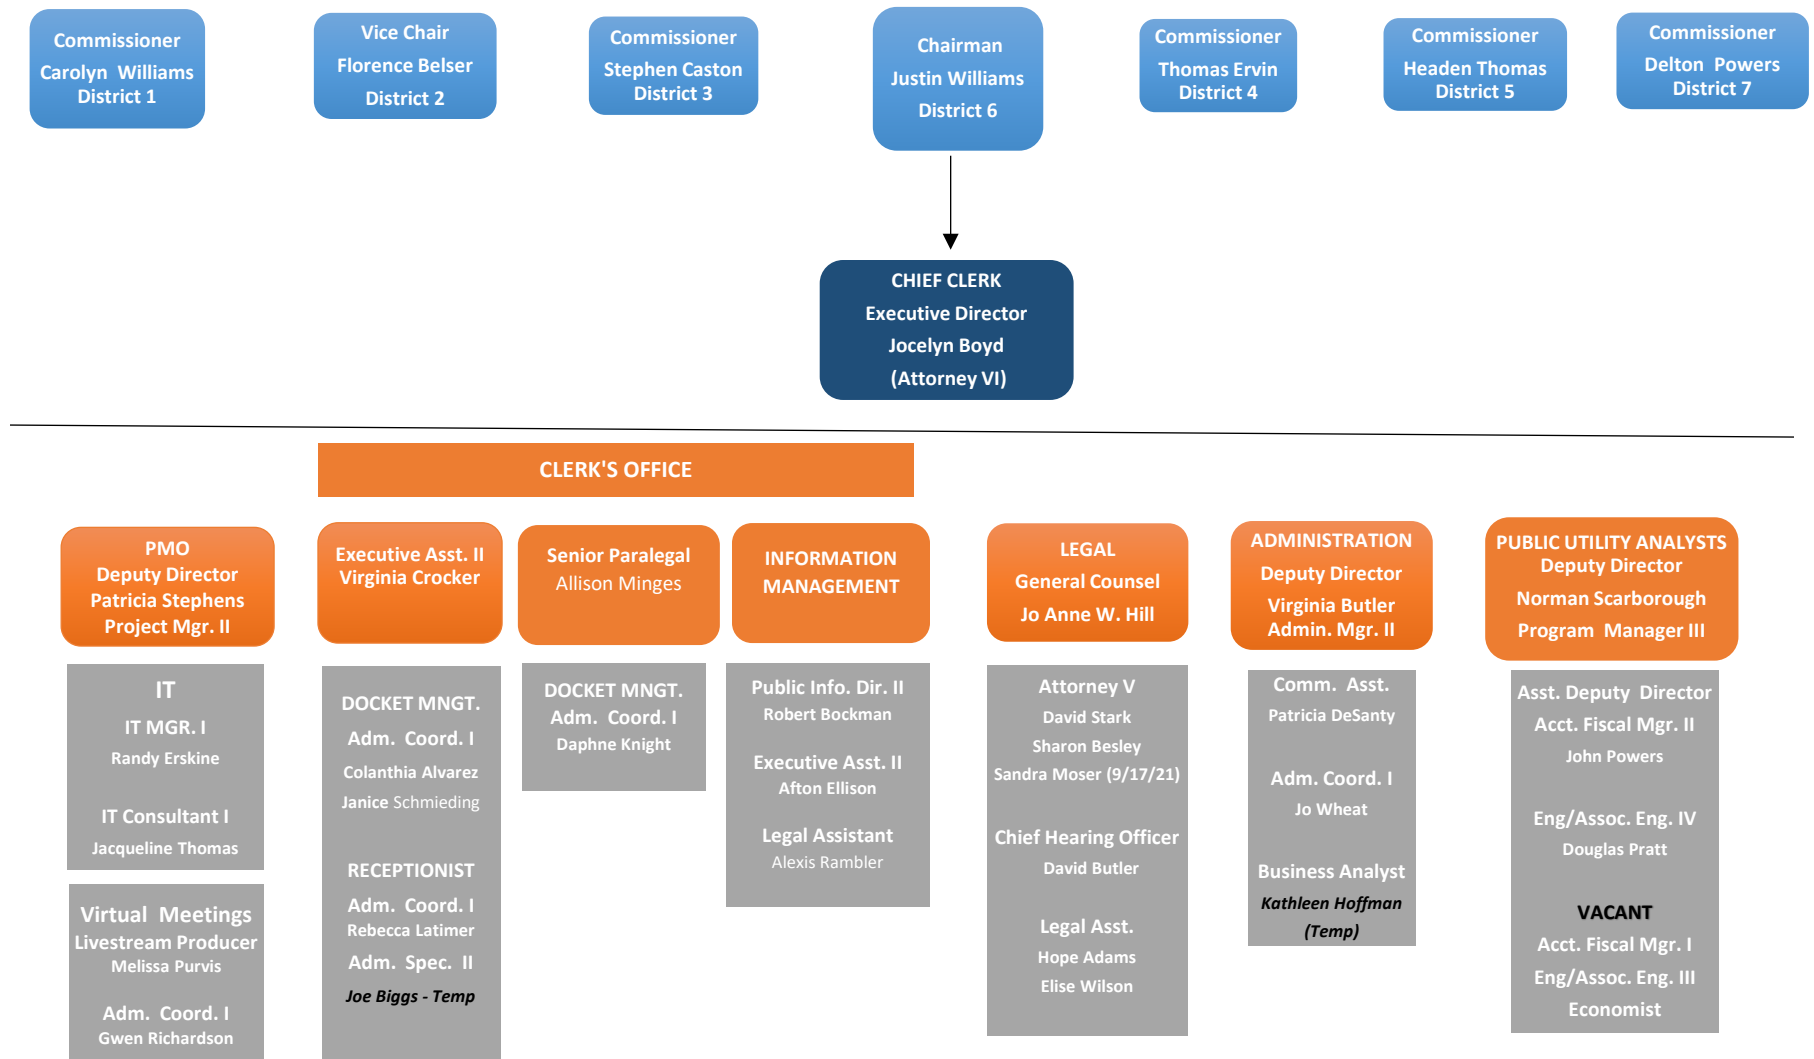 Commissioner
Carolyn Williams
District 1
Vice Chair
Florence Belser
District 2
Commissioner
Stephen Caston
District 3
Chairman
Justin Williams
District 6
Commissioner
Thomas Ervin
District 4
Commissioner
Headen Thomas
District 5
Commissioner
Delton Powers
District 7
CHIEF CLERK
Executive Director
Jocelyn Boyd
(Attorney VI)
CLERK'S OFFICE
PMO
Deputy Director
Patricia Stephens
Project Mgr. II
Executive Asst. II
Virginia Crocker
Senior Paralegal
Allison Minges
INFORMATION
MANAGEMENT
LEGAL
General Counsel
Jo Anne W. Hill
ADMINISTRATION
Deputy Director
Virginia Butler
Admin. Mgr. II
PUBLIC UTILITY ANALYSTS
Deputy Director
Norman Scarborough
Program Manager III
IT
IT MGR. I
Randy Erskine
IT Consultant I
Jacqueline Thomas
Virtual Meetings
Livestream Producer
Melissa Purvis
Adm. Coord. I
Gwen Richardson
DOCKET MNGT.
Adm. Coord. I
Colanthia Alvarez
Janice Schmieding
RECEPTIONIST
Adm. Coord. I
Rebecca Latimer
Adm. Spec. II
Joe Biggs - Temp
DOCKET MNGT.
Adm. Coord. I
Daphne Knight
Public Info. Dir. II
Robert Bockman
Executive Asst. II
Afton Ellison
Legal Assistant
Alexis Rambler
Attorney V
David Stark
Sharon Besley
Sandra Moser (9/17/21)
Chief Hearing Officer
David Butler
Legal Asst.
Hope Adams
Elise Wilson
Comm. Asst.
Patricia DeSanty
Adm. Coord. I
Jo Wheat
Business Analyst
Kathleen Hoffman
(Temp)
Asst. Deputy Director
Acct. Fiscal Mgr. II
John Powers
Eng/Assoc. Eng. IV
Douglas Pratt
VACANT
Acct. Fiscal Mgr. I
Eng/Assoc. Eng. III
Economist